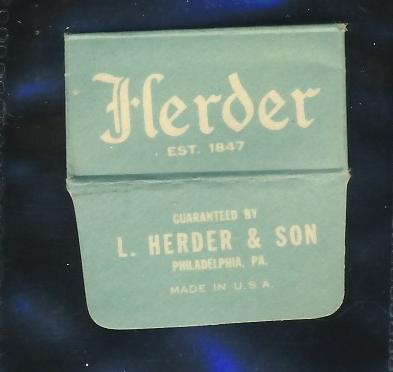 Herder
EST. 1847
GUARANTEED BY
L. HERDER & SON
PHILADELPHIA, PA.
MADE IN U.S.A.